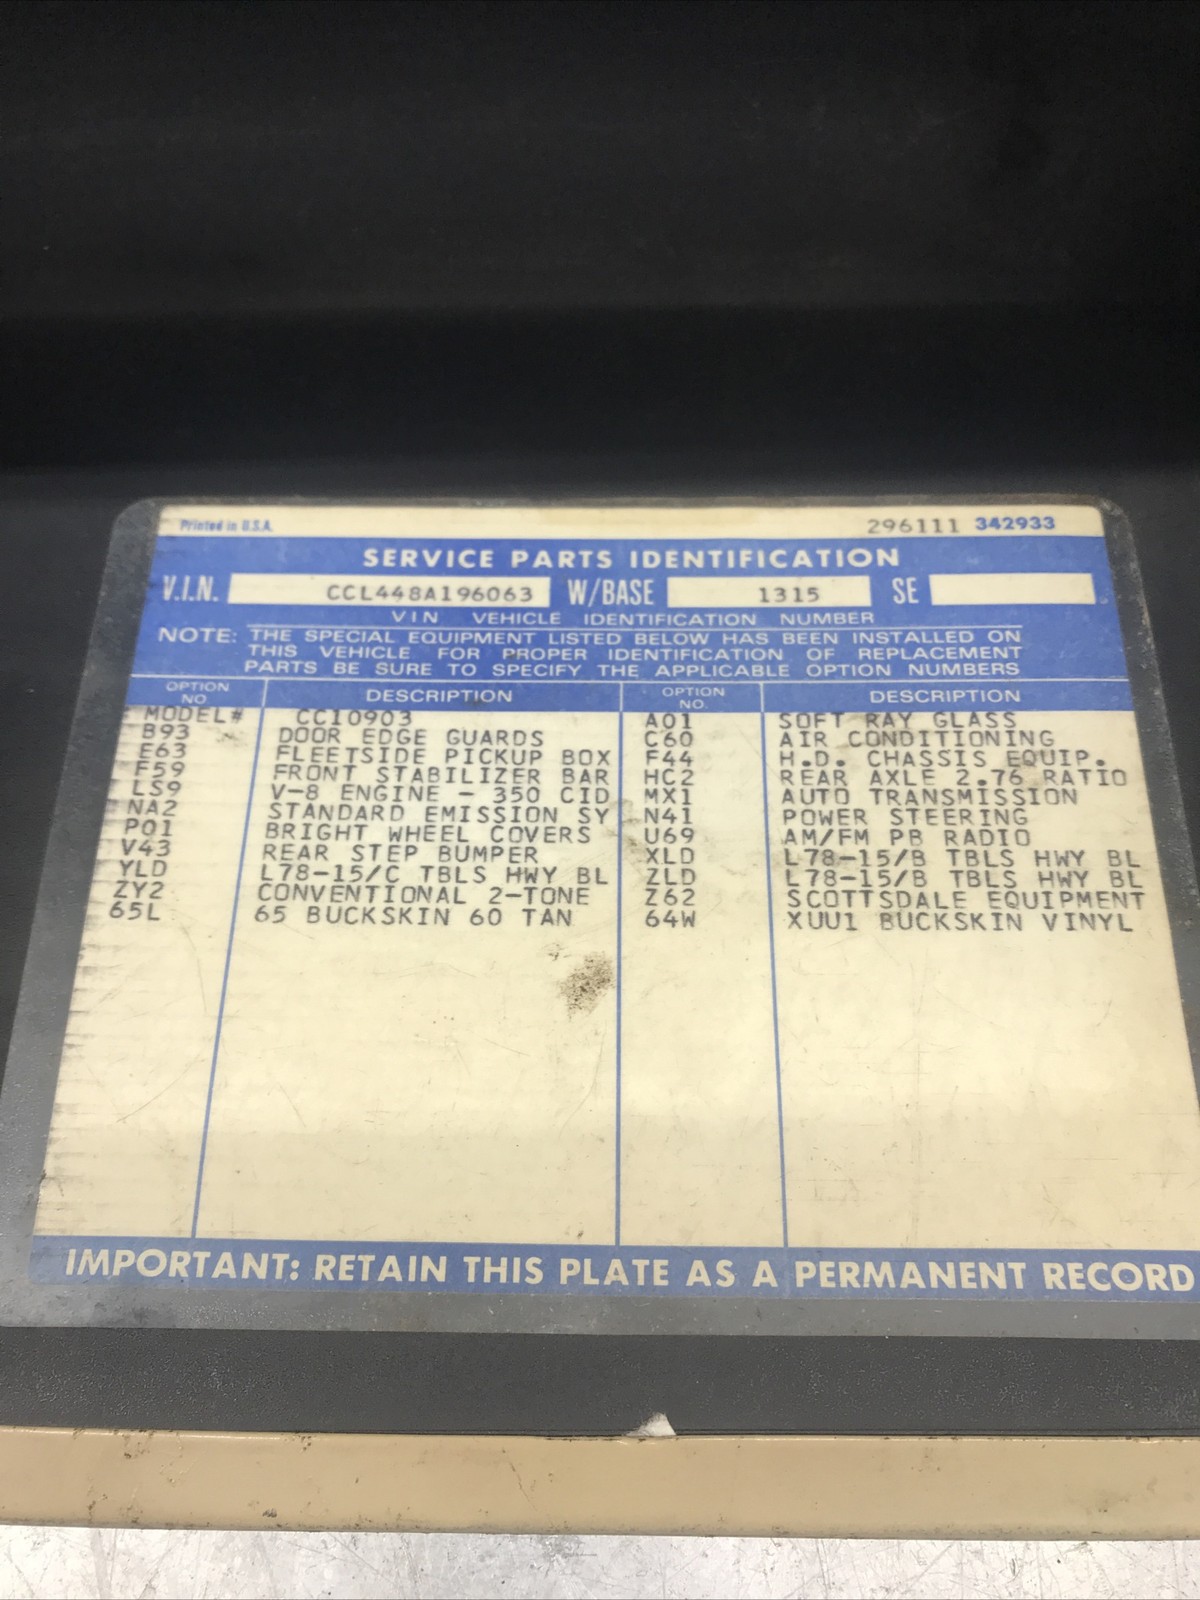 Printed in U.S.A. 296111 342933
SERVICE PARTS IDENTIFICATION
V.I.N. CCL448A196063 W/BASE 1315 SE
VIN VEHICLE IDENTIFICATION NUMBER
NOTE: THE SPECIAL EQUIPMENT LISTED BELOW HAS BEEN INSTALLED ON
THIS VEHICLE FOR PROPER IDENTIFICATION OF REPLACEMENT
PARTS BE SURE TO SPECIFY THE APPLICABLE OPTION NUMBERS
OPTION NO DESCRIPTION OPTION NO. DESCRIPTION
MODEL# CC10903 A01 SOFT RAY GLASS
B93 DOOR EDGE GUARDS C60 AIR CONDITIONING
E63 FLEETSIDE PICKUP BOX F44 H.D. CHASSIS EQUIP.
F59 FRONT STABILIZER BAR HC2 REAR AXLE 2.76 RATIO
LS9 V-8 ENGINE - 350 CID MX1 AUTO TRANSMISSION
NA2 STANDARD EMISSION SY N41 POWER STEERING
P01 BRIGHT WHEEL COVERS U69 AM/FM PB RADIO
V43 REAR STEP BUMPER XLD L78-15/B TBLS HWY BL
YLD L78-15/C TBLS HWY BL ZLD L78-15/B TBLS HWY BL
ZY2 CONVENTIONAL 2-TONE Z62 SCOTTSDALE EQUIPMENT
65L 65 BUCKSKIN 60 TAN 64W XUU1 BUCKSKIN VINYL
IMPORTANT: RETAIN THIS PLATE AS A PERMANENT RECORD